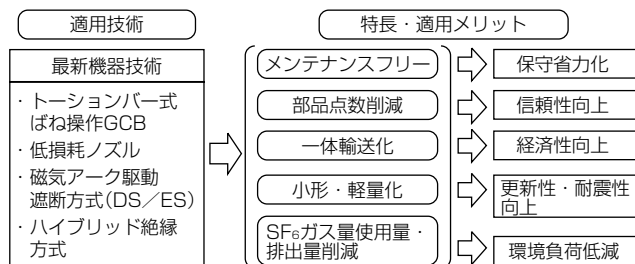 適用技術
特長・適用メリット
最新機器技術
・トーションバー式
ばね操作GCB
・低損耗ノズル
・磁気アーク駆動
遮断方式(DS／ES)
・ハイブリッド絶縁
方式
メンテナンスフリー
保守省力化
部品点数削減
信頼性向上
一体輸送化
経済性向上
小形・軽量化
更新性・耐震性
向上
SF₆ガス量使用量・
排出量削減
環境負荷低減